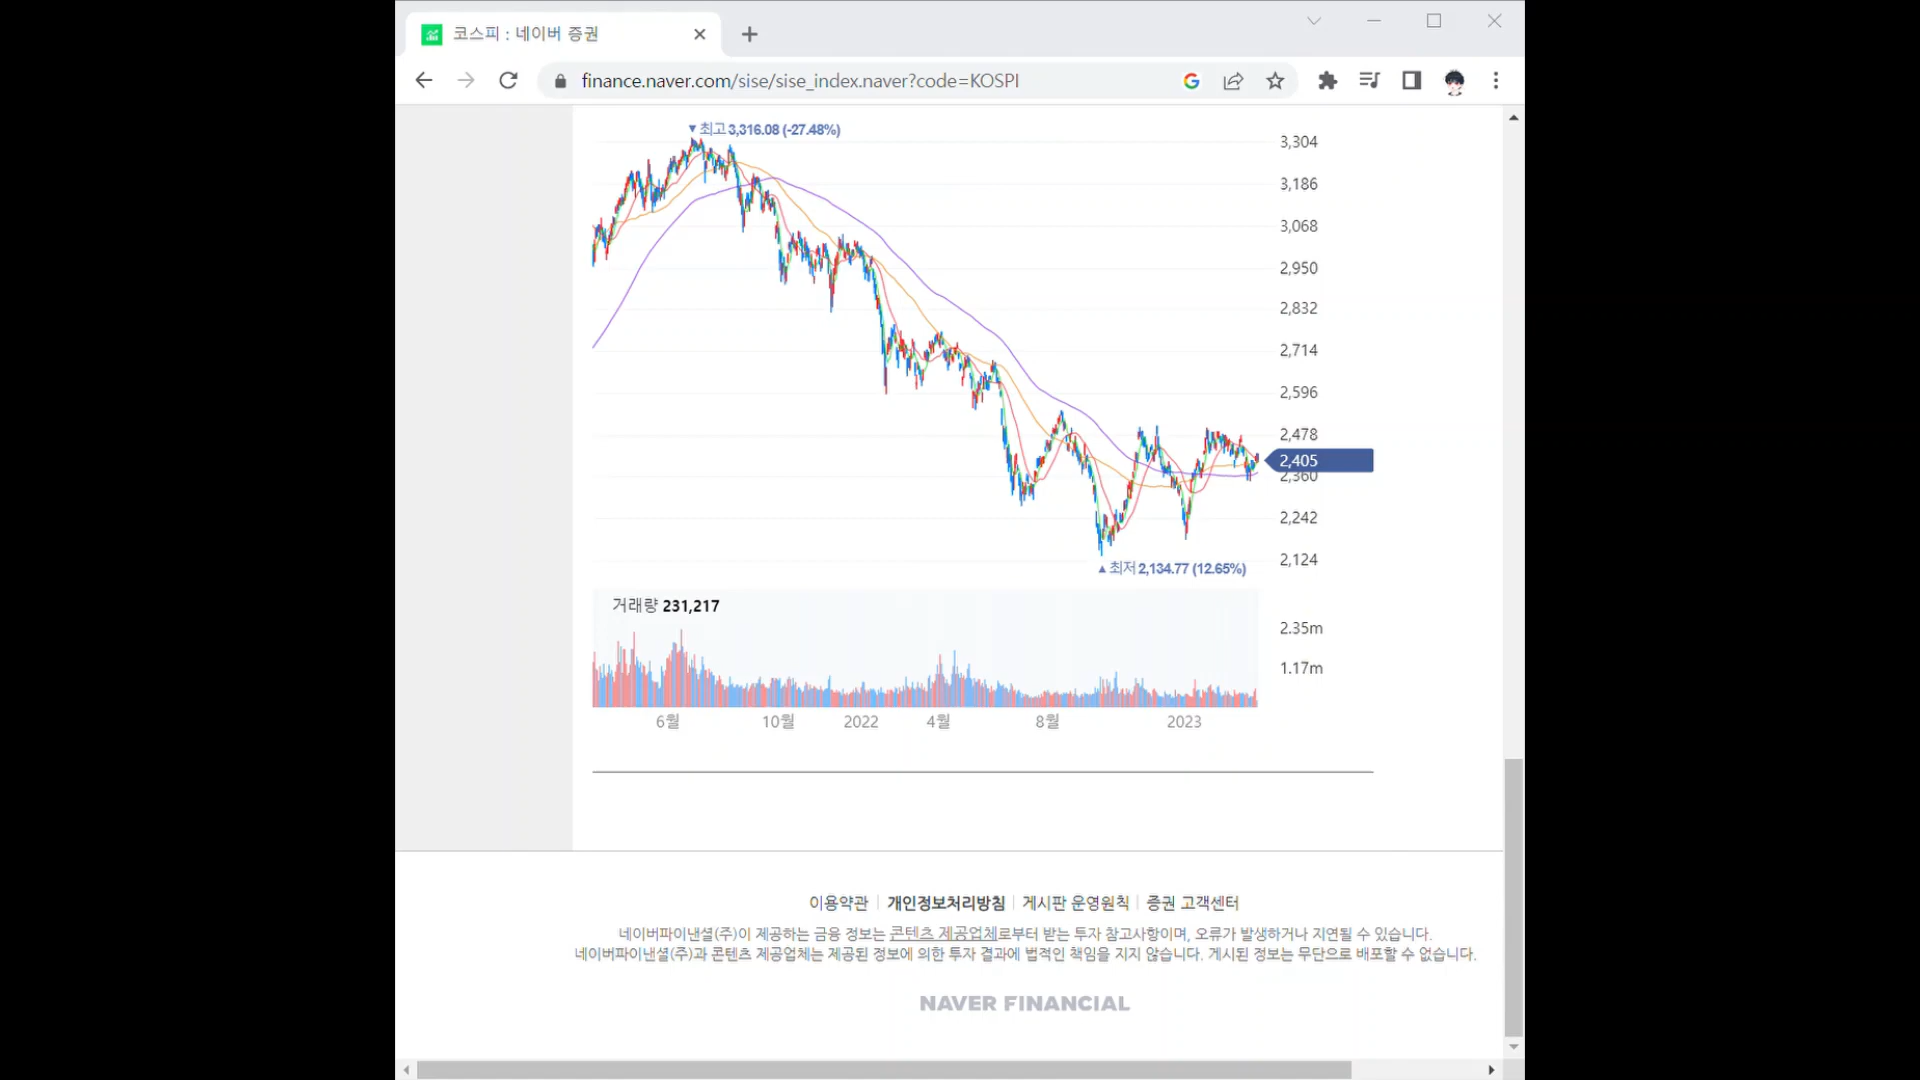 코스피 : 네이버 증권
finance.naver.com/sise/sise_index.naver?code=KOSPI
▼최고 3,316.08 (-27.48%)
3,304
3,186
3,068
2,950
2,832
2,714
2,596
2,478
2,405
2,360
2,242
2,124
▲최저 2,134.77 (12.65%)
거래량 231,217
2.35m
1.17m
6월 10월 2022 4월 8월 2023
이용약관 개인정보처리방침 게시판 운영원칙 증권 고객센터
네이버파이낸셜(주)이 제공하는 금융 정보는 콘텐츠 제공업체로부터 받는 투자 참고사항이며, 오류가 발생하거나 지연될 수 있습니다.
네이버파이낸셜(주)과 콘텐츠 제공업체는 제공된 정보에 의한 투자 결과에 법적인 책임을 지지 않습니다. 게시된 정보는 무단으로 배포할 수 없습니다.
NAVER FINANCIAL